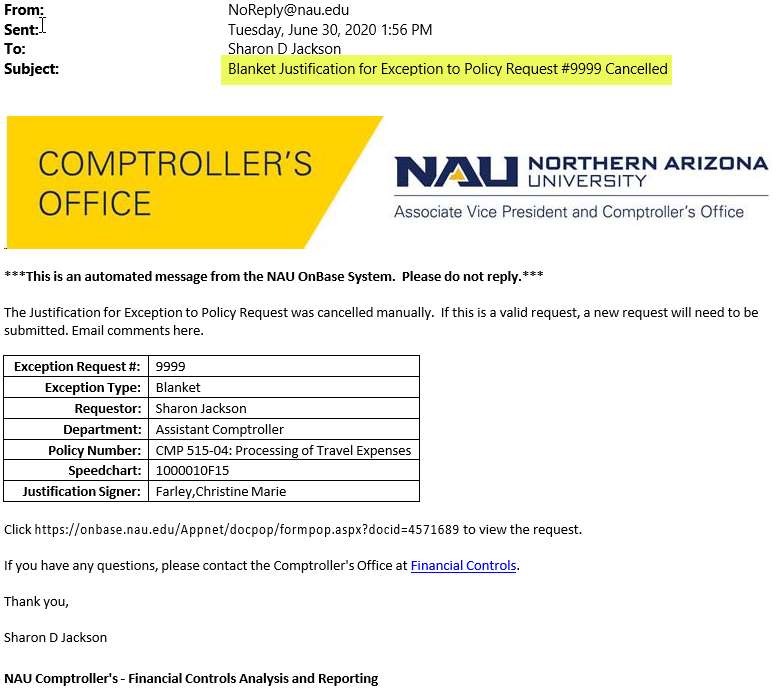 From: NoReply@nau.edu
Sent: Tuesday, June 30, 2020 1:56 PM
To: Sharon D Jackson
Subject: Blanket Justification for Exception to Policy Request #9999 Cancelled
COMPTROLLER'S
OFFICE
NAU NORTHERN ARIZONA
UNIVERSITY
Associate Vice President and Comptroller's Office
***This is an automated message from the NAU OnBase System.  Please do not reply.***
The Justification for Exception to Policy Request was cancelled manually.  If this is a valid request, a new request will need to be
submitted. Email comments here.
Exception Request #: 9999
Exception Type: Blanket
Requestor: Sharon Jackson
Department: Assistant Comptroller
Policy Number: CMP 515-04: Processing of Travel Expenses
Speedchart: 1000010F15
Justification Signer: Farley,Christine Marie
Click https://onbase.nau.edu/Appnet/docpop/formpop.aspx?docid=4571689 to view the request.
If you have any questions, please contact the Comptroller's Office at Financial Controls.
Thank you,
Sharon D Jackson
NAU Comptroller's - Financial Controls Analysis and Reporting